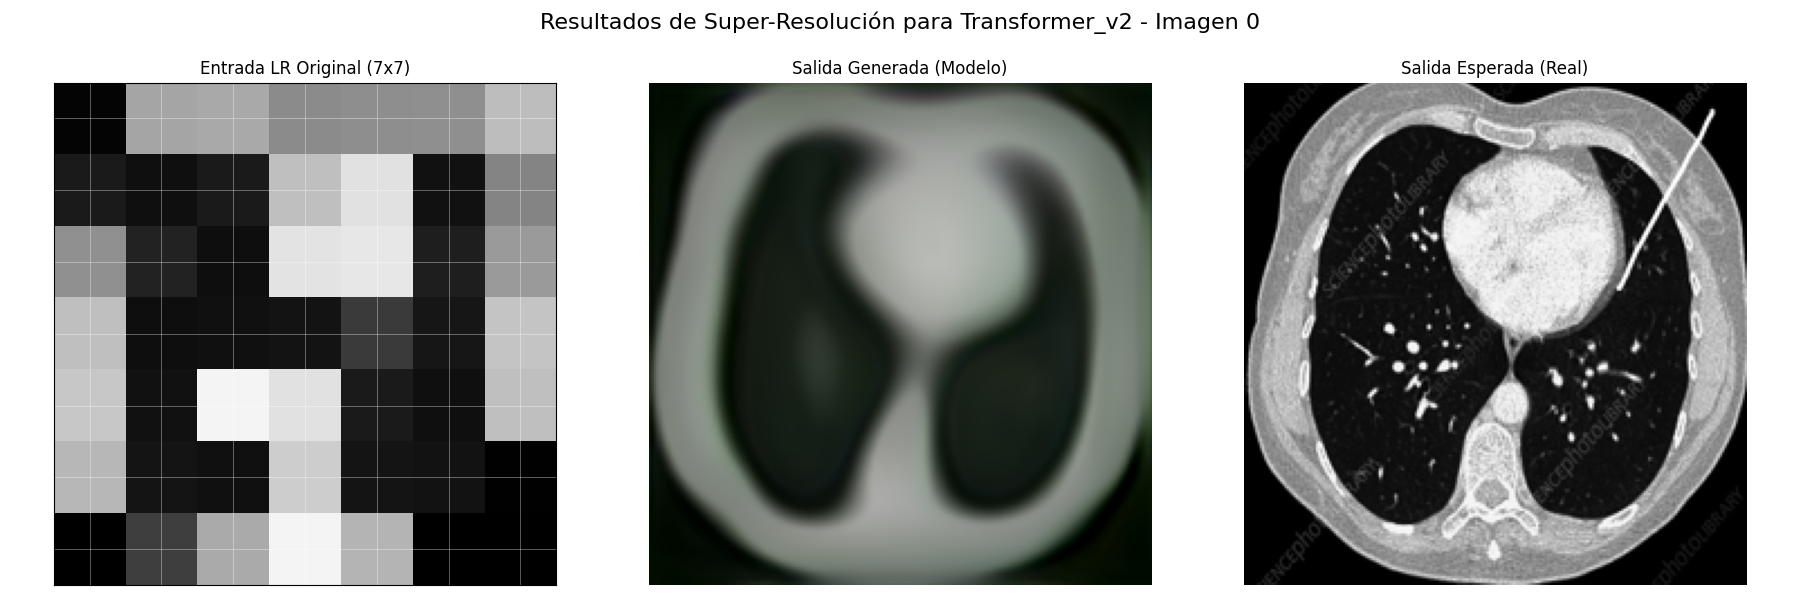 Resultados de Super-Resolución para Transformer_v2 - Imagen 0
Entrada LR Original (7x7)
Salida Generada (Modelo)
Salida Esperada (Real)
SCIENCEphotoLIBRARY